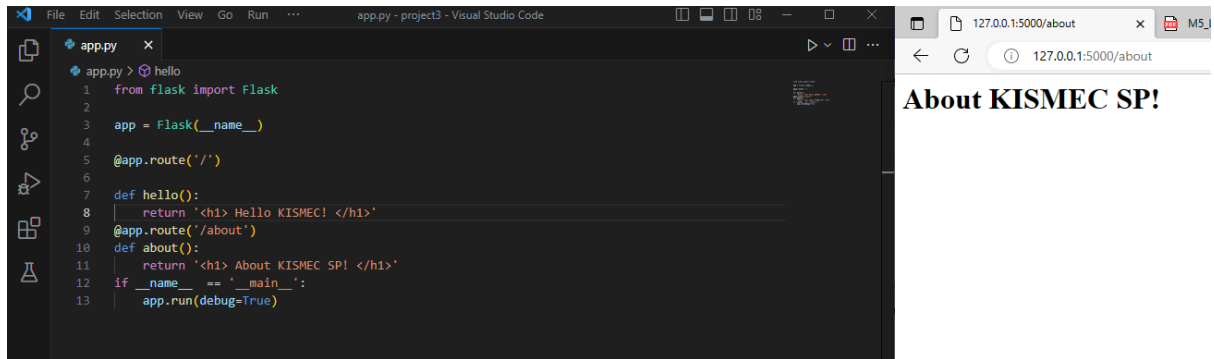 File Edit Selection View Go Run ··· app.py - project3 - Visual Studio Code
app.py
app.py > hello
1 from flask import Flask
2
3 app = Flask(__name__)
4
5 @app.route('/')
6
7 def hello():
8 return '<h1> Hello KISMEC! </h1>'
9 @app.route('/about')
10 def about():
11 return '<h1> About KISMEC SP! </h1>'
12 if __name__ == '__main__':
13 app.run(debug=True)
127.0.0.1:5000/about
PDF M5_L
127.0.0.1:5000/about
About KISMEC SP!